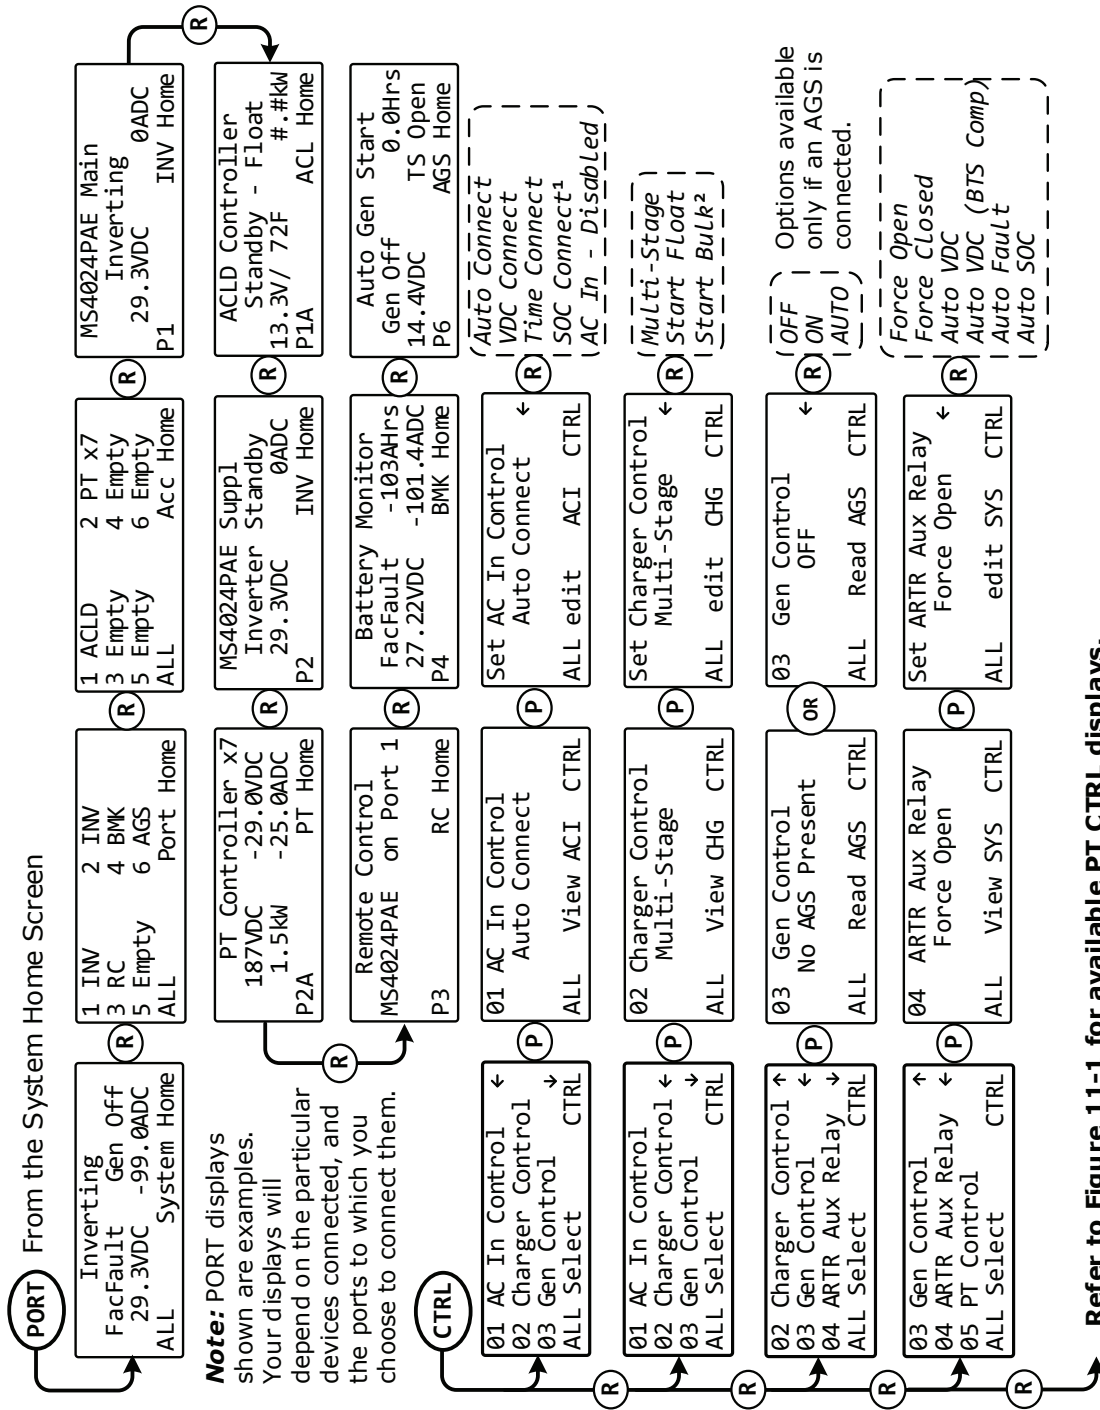 PORT
From the System Home Screen
Inverting
FacFault Gen Off
29.3VDC -99.0ADC
ALL System Home
R
1 INV 2 INV
3 RC 4 BMK
5 Empty 6 AGS
ALL Port Home
R
1 ACLD 2 PT x7
3 Empty 4 Empty
5 Empty 6 Empty
ALL Acc Home
R
MS4024PAE Main
Inverting
29.3VDC 0ADC
P1 INV Home
R
Note: PORT displays
shown are examples.
Your displays will
depend on the particular
devices connected, and
the ports to which you
choose to connect them.
PT Controller x7
187VDC -29.0VDC
1.5kW -25.0ADC
P2A PT Home
R
MS4024PAE Suppl
Inverter Standby
29.3VDC 0ADC
P2 INV Home
R
ACLD Controller
Standby - Float
13.3V/ 72F #.#kW
P1A ACL Home
R
Remote Control
MS4024PAE on Port 1
P3 RC Home
R
Battery Monitor
FacFault -103AHrs
27.22VDC -101.4ADC
P4 BMK Home
R
Auto Gen Start
Gen Off 0.0Hrs
14.4VDC TS Open
P6 AGS Home
CTRL
01 AC In Control ←
02 Charger Control
03 Gen Control ↓
ALL Select CTRL
P
01 AC In Control
Auto Connect
ALL View ACI CTRL
P
Set AC In Control
Auto Connect ←
ALL edit ACI CTRL
R
Auto Connect
VDC Connect
Time Connect
SOC Connect¹
AC In - Disabled
R
01 AC In Control
02 Charger Control ←
03 Gen Control ↓
ALL Select CTRL
P
02 Charger Control
Multi-Stage
ALL View CHG CTRL
P
Set Charger Control
Multi-Stage ←
ALL edit CHG CTRL
R
Multi-Stage
Start Float
Start Bulk²
R
02 Charger Control ↑
03 Gen Control ←
04 ARTR Aux Relay ↓
ALL Select CTRL
P
03 Gen Control
No AGS Present
ALL Read AGS CTRL
OR
03 Gen Control
OFF ←
ALL Read AGS CTRL
R
OFF
ON
AUTO
Options available
only if an AGS is
connected.
R
03 Gen Control ↑
04 ARTR Aux Relay ←
05 PT Control
ALL Select CTRL
P
04 ARTR Aux Relay
Force Open
ALL View SYS CTRL
P
Set ARTR Aux Relay
Force Open ←
ALL edit SYS CTRL
R
Force Open
Force Closed
Auto VDC
Auto VDC (BTS Comp)
Auto Fault
Auto SOC
R
Refer to Figure 11-1 for available PT CTRL displays.